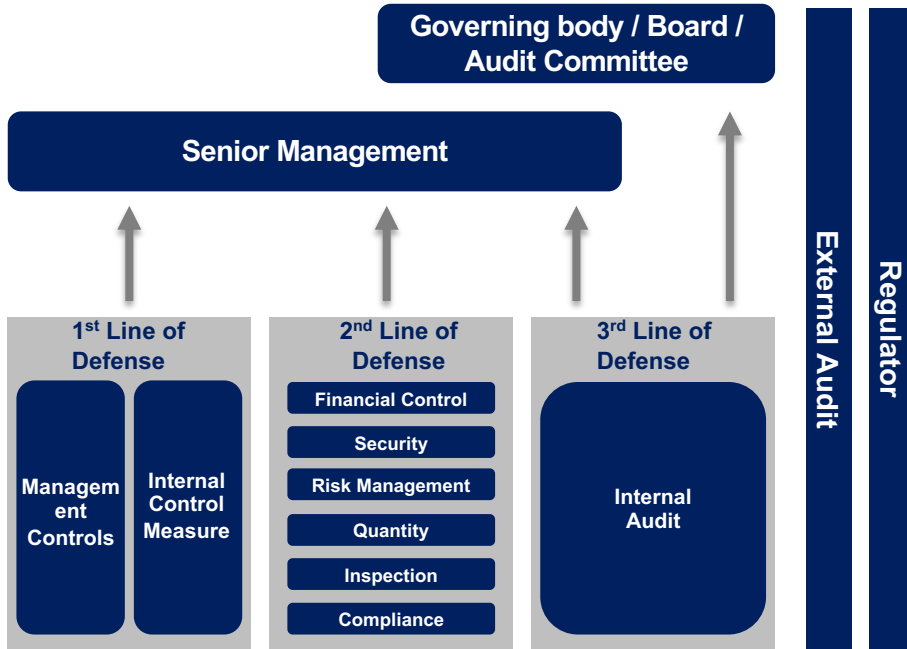 Governing body / Board /
Audit Committee
Senior Management
1st Line of
Defense
Managem
ent
Controls
Internal
Control
Measure
2nd Line of
Defense
Financial Control
Security
Risk Management
Quantity
Inspection
Compliance
3rd Line of
Defense
Internal
Audit
External Audit
Regulator